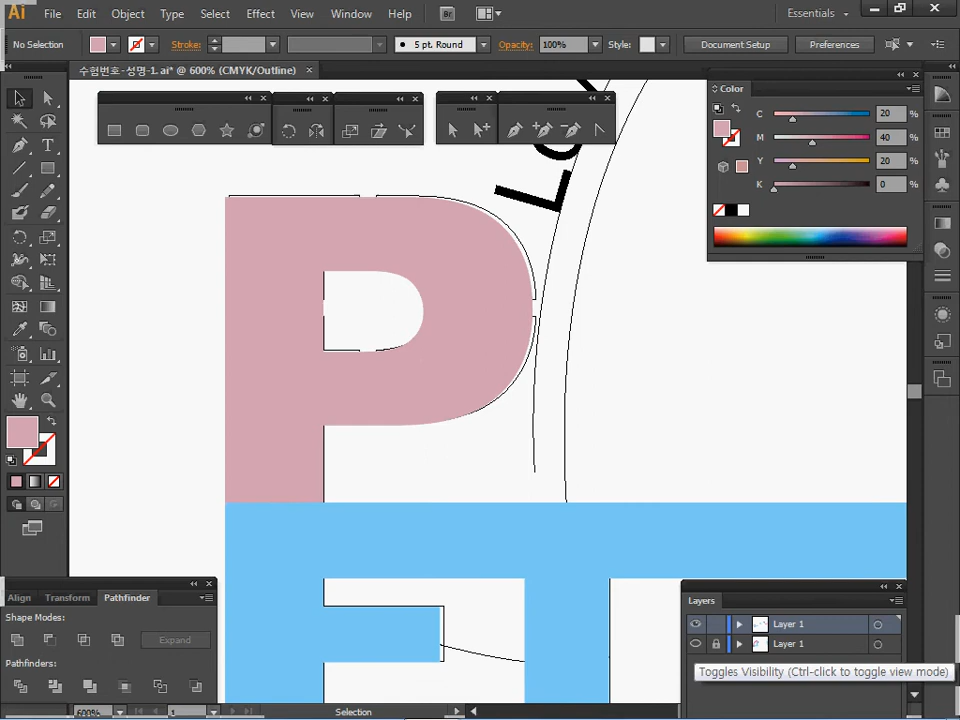 Ai File Edit Object Type Select Effect View Window Help Br Essentials
No Selection Stroke: 5 pt. Round Opacity: 100% Style: Document Setup Preferences
수험번호-성명-1. ai* @ 600% (CMYK/Outline) ×
Color
C 20 %
M 40 %
Y 20 %
K 0 %
L
P
ET
Align Transform Pathfinder
Shape Modes:
Expand
Pathfinders:
Layers
Layer 1
Layer 1
Toggles Visibility (Ctrl-click to toggle view mode)
600% 1 Selection